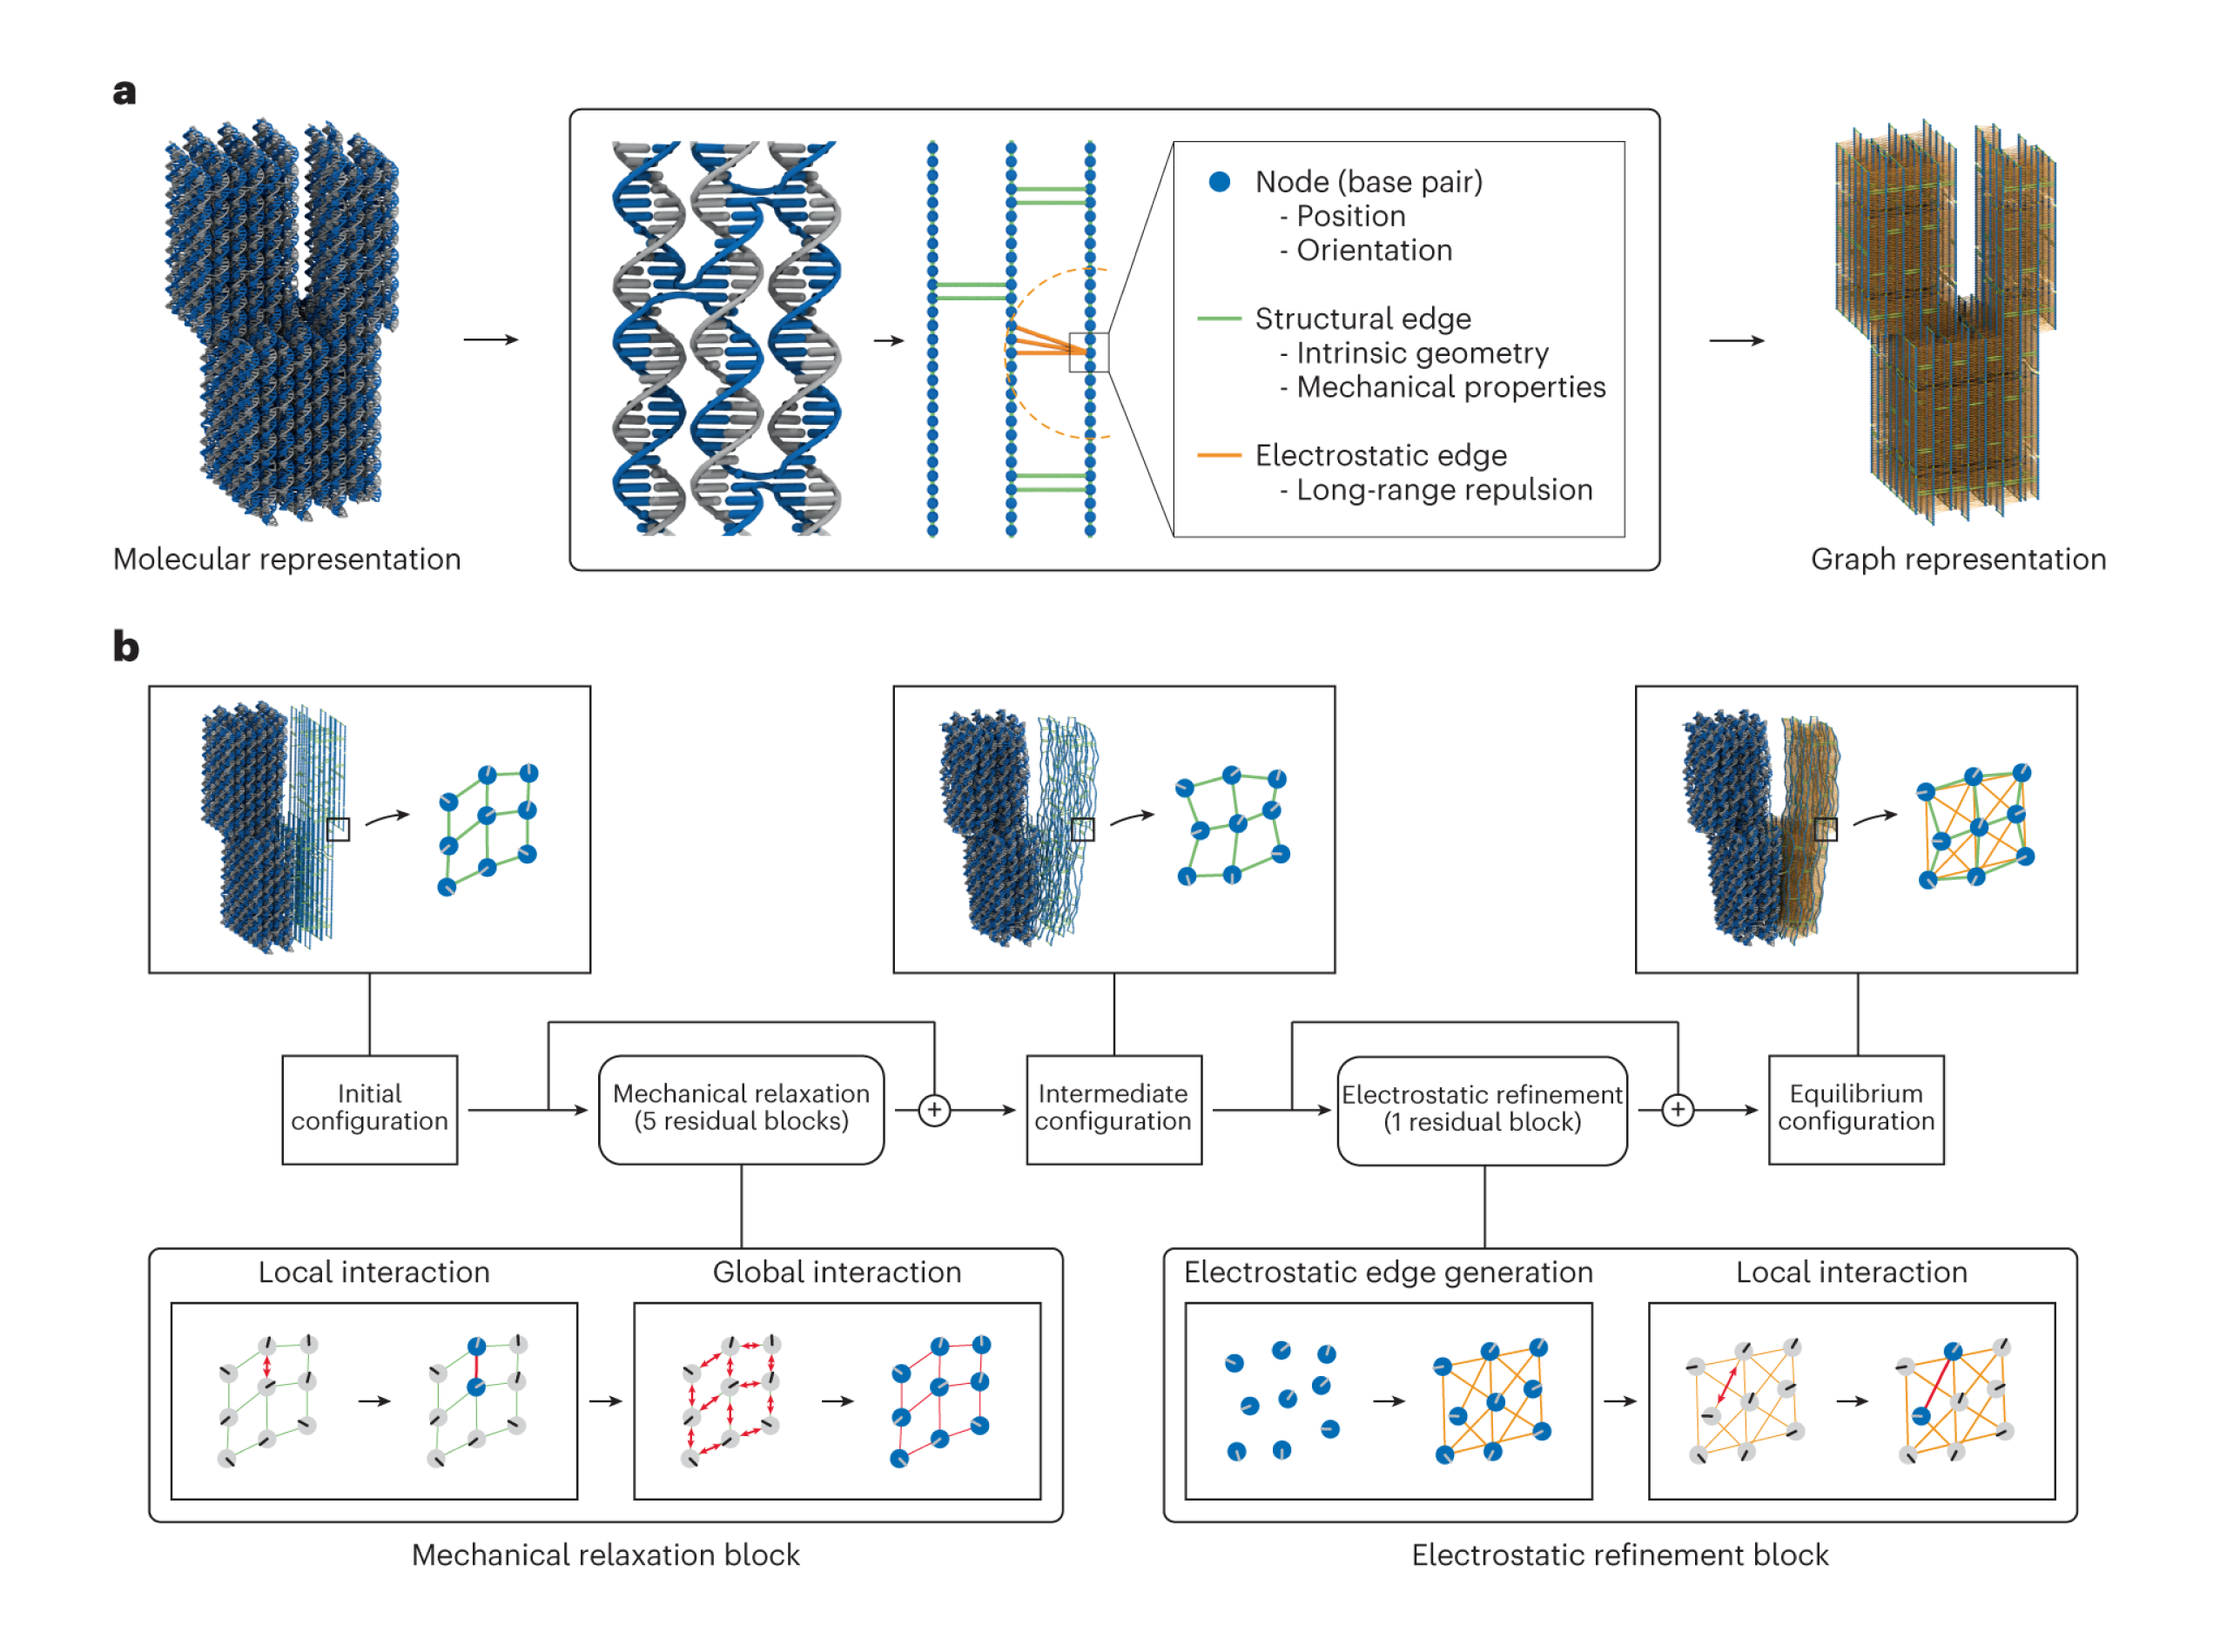 a
Node (base pair)
- Position
- Orientation
Structural edge
- Intrinsic geometry
- Mechanical properties
Electrostatic edge
- Long-range repulsion
Molecular representation
Graph representation
b
Initial
configuration
Mechanical relaxation
(5 residual blocks)
+
Intermediate
configuration
Electrostatic refinement
(1 residual block)
+
Equilibrium
configuration
Local interaction
Global interaction
Electrostatic edge generation
Local interaction
Mechanical relaxation block
Electrostatic refinement block